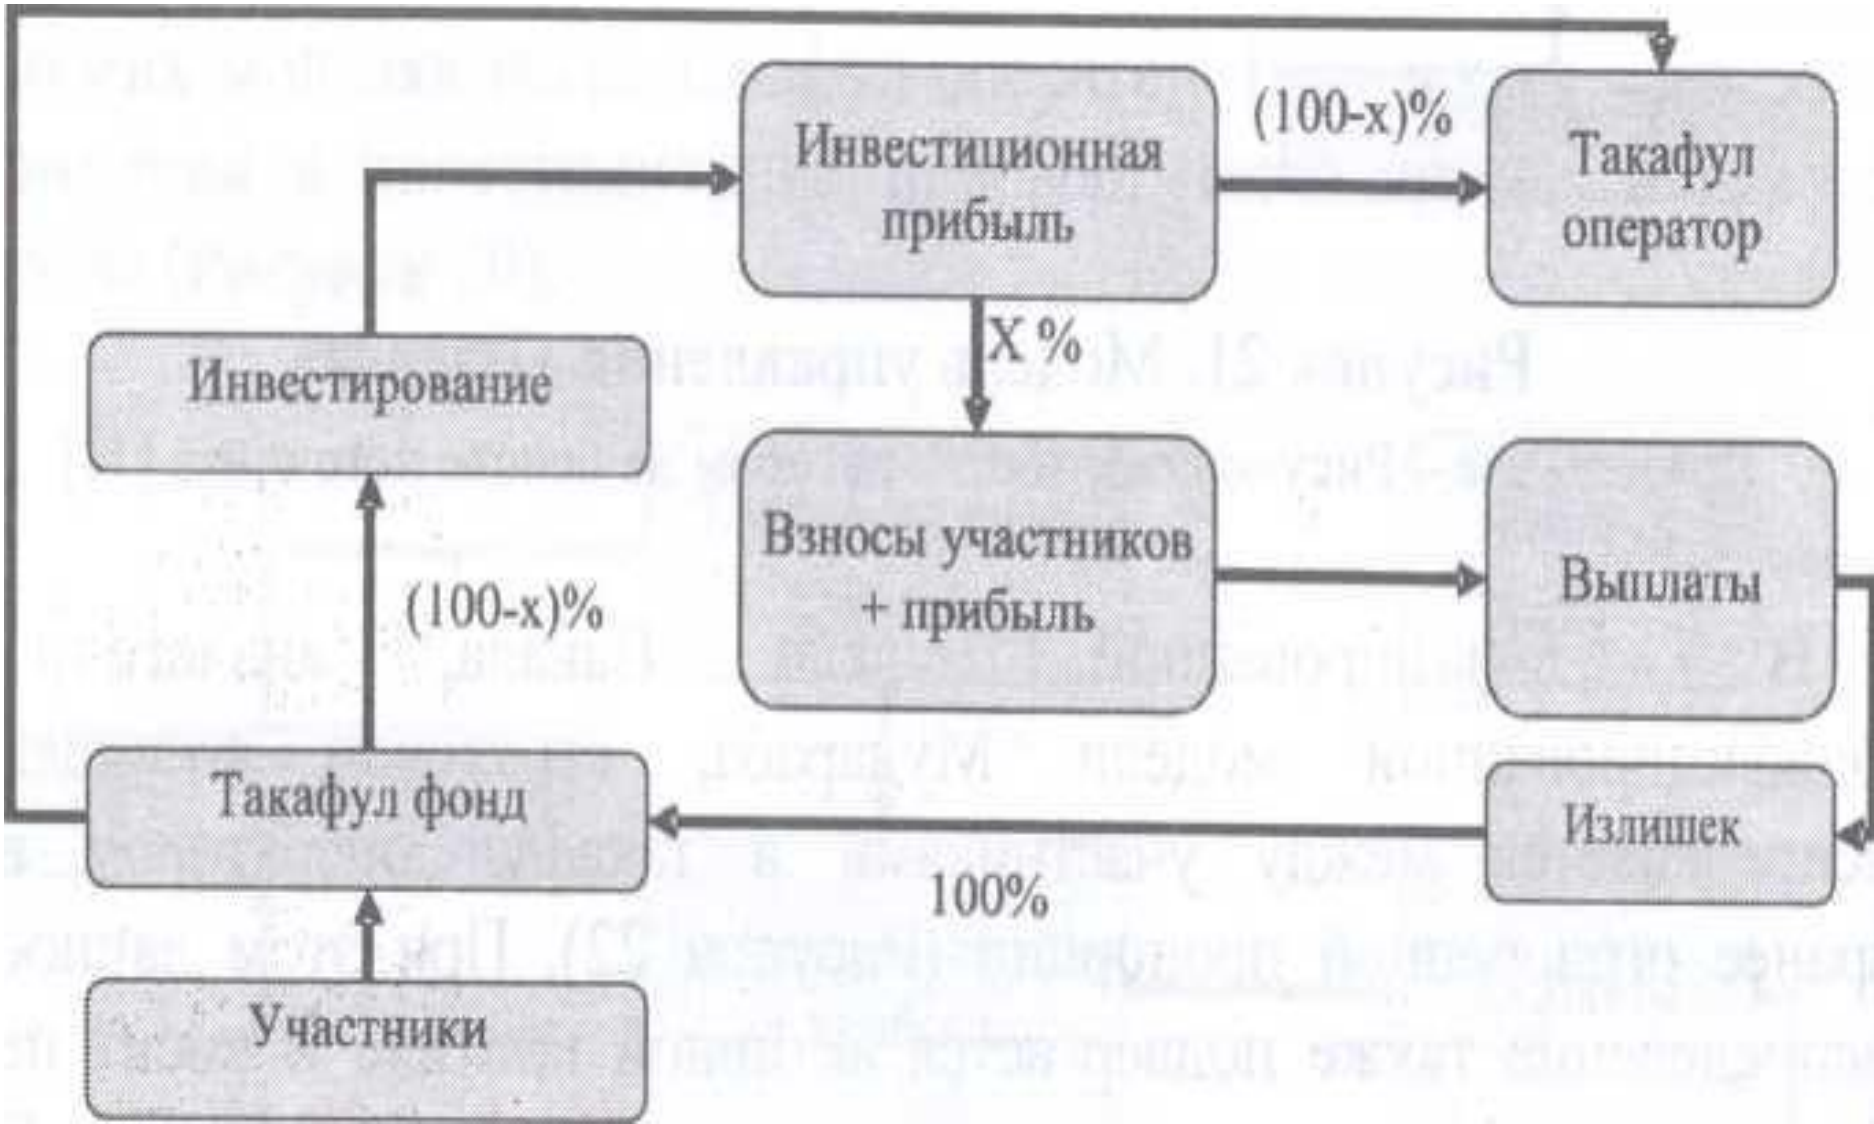 Инвестиционная
прибыль
(100-х)%
Такафул
оператор
Х %
Инвестирование
Взносы участников
+ прибыль
Выплаты
(100-х)%
Такафул фонд
Излишек
100%
Участники